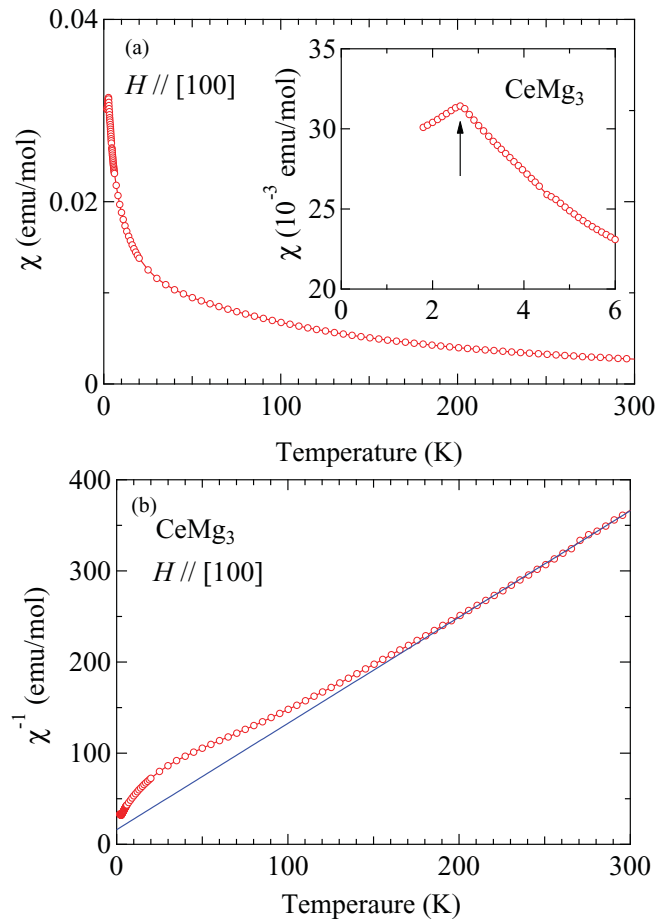 0.04
(a)
H // [100]
χ (emu/mol)
0.02
0
0
100
200
300
Temperature (K)
35
CeMg₃
χ (10⁻³ emu/mol)
30
25
20
0
2
4
6
400
(b)
CeMg₃
H // [100]
300
χ⁻¹ (emu/mol)
200
100
0
0
100
200
300
Temperaure (K)